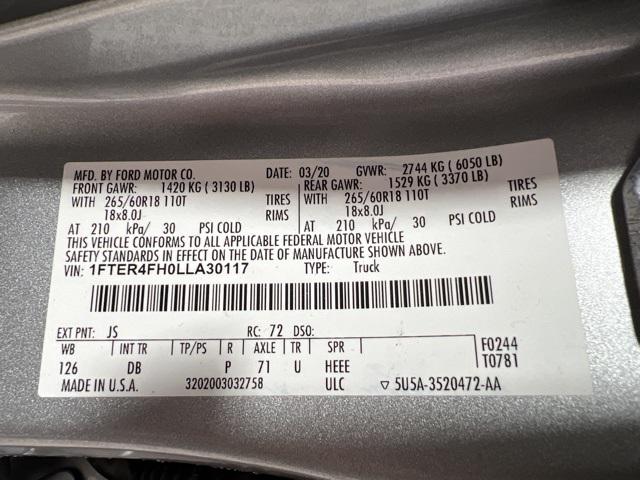 MFD. BY FORD MOTOR CO. DATE: 03/20 GVWR: 2744 KG ( 6050 LB)
FRONT GAWR: 1420 KG ( 3130 LB) REAR GAWR: 1529 KG ( 3370 LB)
WITH 265/60R18 110T TIRES WITH 265/60R18 110T TIRES
18x8.0J RIMS 18x8.0J RIMS
AT 210 kPa/ 30 PSI COLD AT 210 kPa/ 30 PSI COLD
THIS VEHICLE CONFORMS TO ALL APPLICABLE FEDERAL MOTOR VEHICLE
SAFETY STANDARDS IN EFFECT ON THE DATE OF MANUFACTURE SHOWN ABOVE.
VIN: 1FTER4FH0LLA30117 TYPE: Truck
EXT PNT: JS RC: 72 DSO:
WB INT TR TP/PS R AXLE TR SPR F0244
126 DB P 71 U HEEE T0781
MADE IN U.S.A. 3202003032758 ULC ▽ 5U5A-3520472-AA